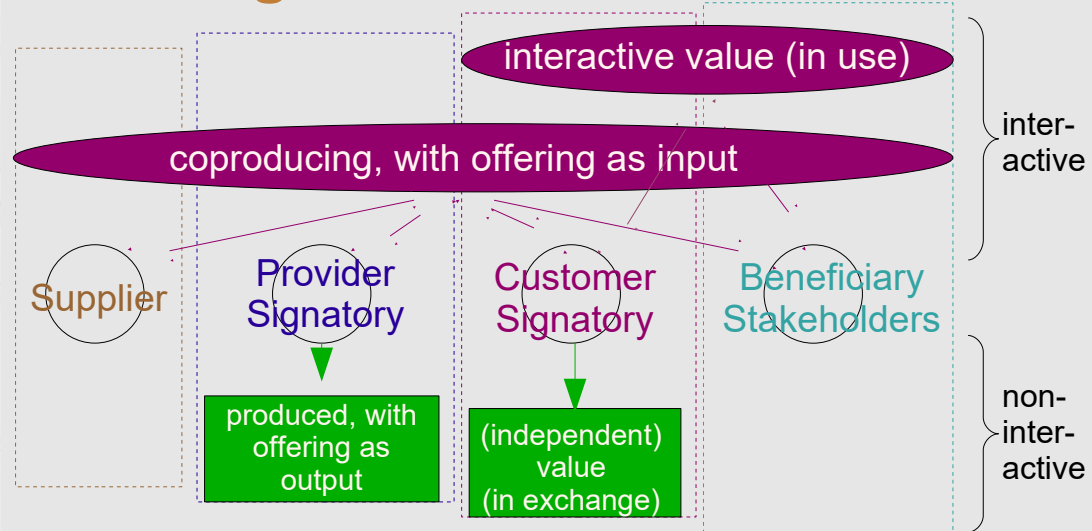 interactive value (in use)
coproducing, with offering as input
inter-
active
Supplier
Provider
Signatory
Customer
Signatory
Beneficiary
Stakeholders
produced, with
offering as
output
(independent)
value
(in exchange)
non-
inter-
active